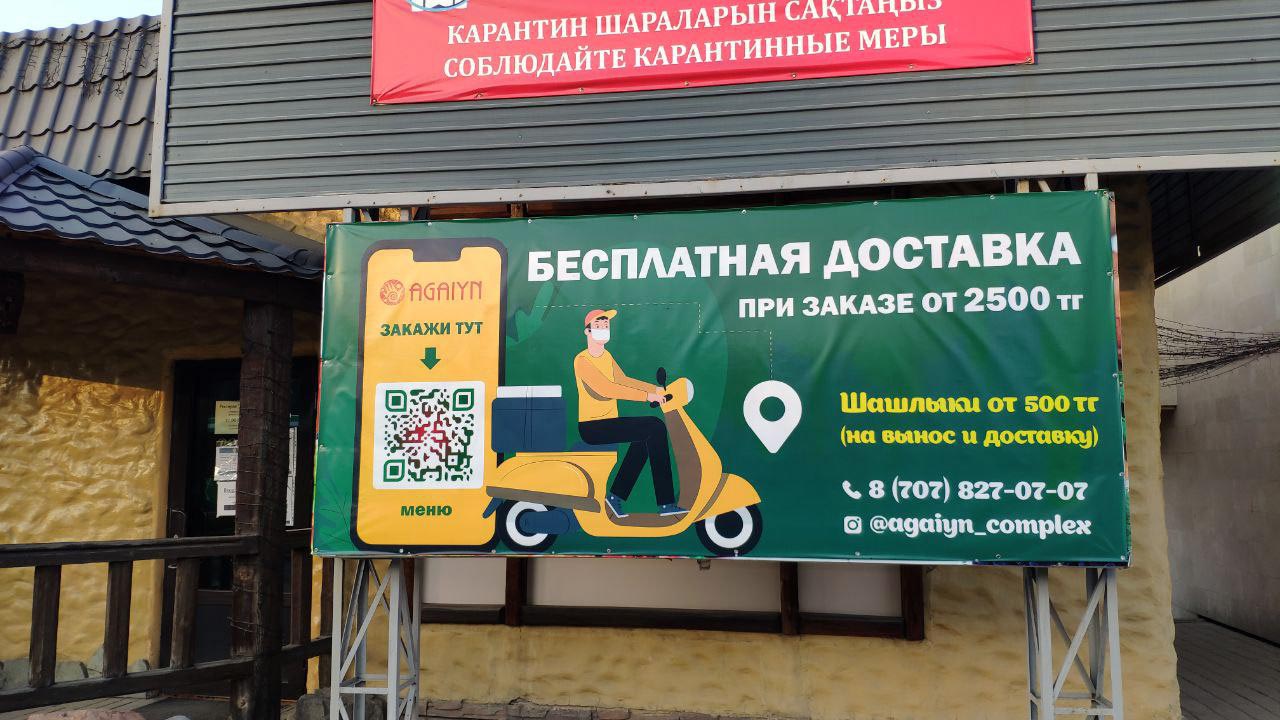 КАРАНТИН ШАРАЛАРЫН САҚТАҢЫЗ
СОБЛЮДАЙТЕ КАРАНТИННЫЕ МЕРЫ
AGAIYN
ЗАКАЖИ ТУТ
МЕНЮ
БЕСПЛАТНАЯ ДОСТАВКА
ПРИ ЗАКАЗЕ ОТ 2500 ТГ
Шашлыки от 500 тг
(на вынос и доставку)
8 (707) 827-07-07
@agaiyn_complex